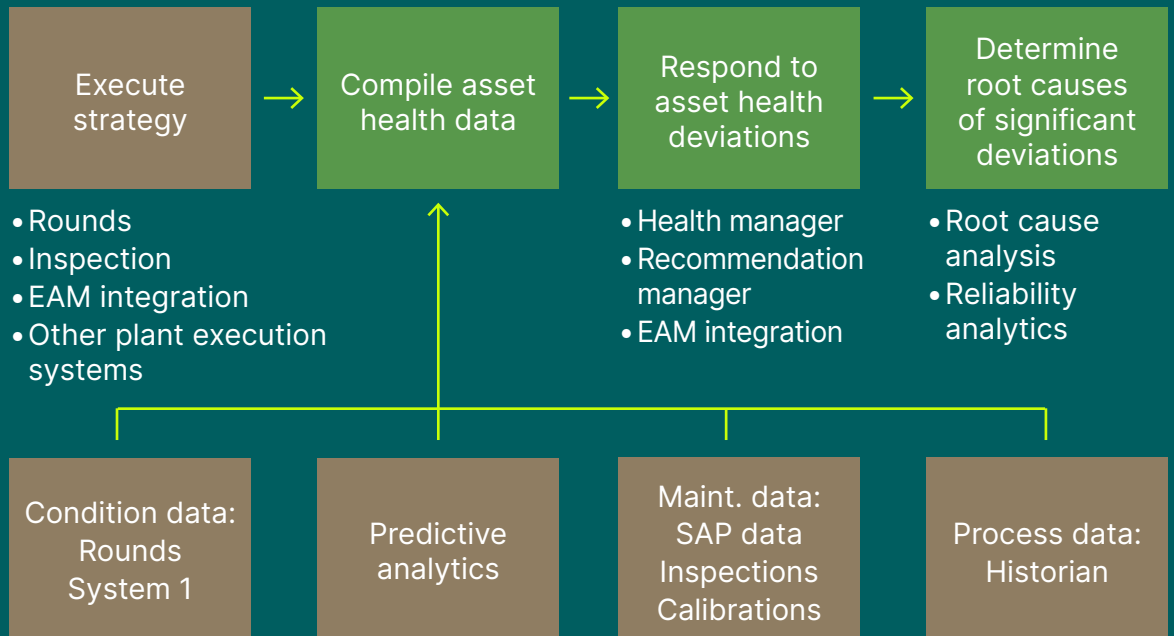 Execute
strategy
Compile asset
health data
Respond to
asset health
deviations
Determine
root causes
of significant
deviations
• Rounds
• Inspection
• EAM integration
• Other plant execution
systems
• Health manager
• Recommendation
manager
• EAM integration
• Root cause
analysis
• Reliability
analytics
Condition data:
Rounds
System 1
Predictive
analytics
Maint. data:
SAP data
Inspections
Calibrations
Process data:
Historian